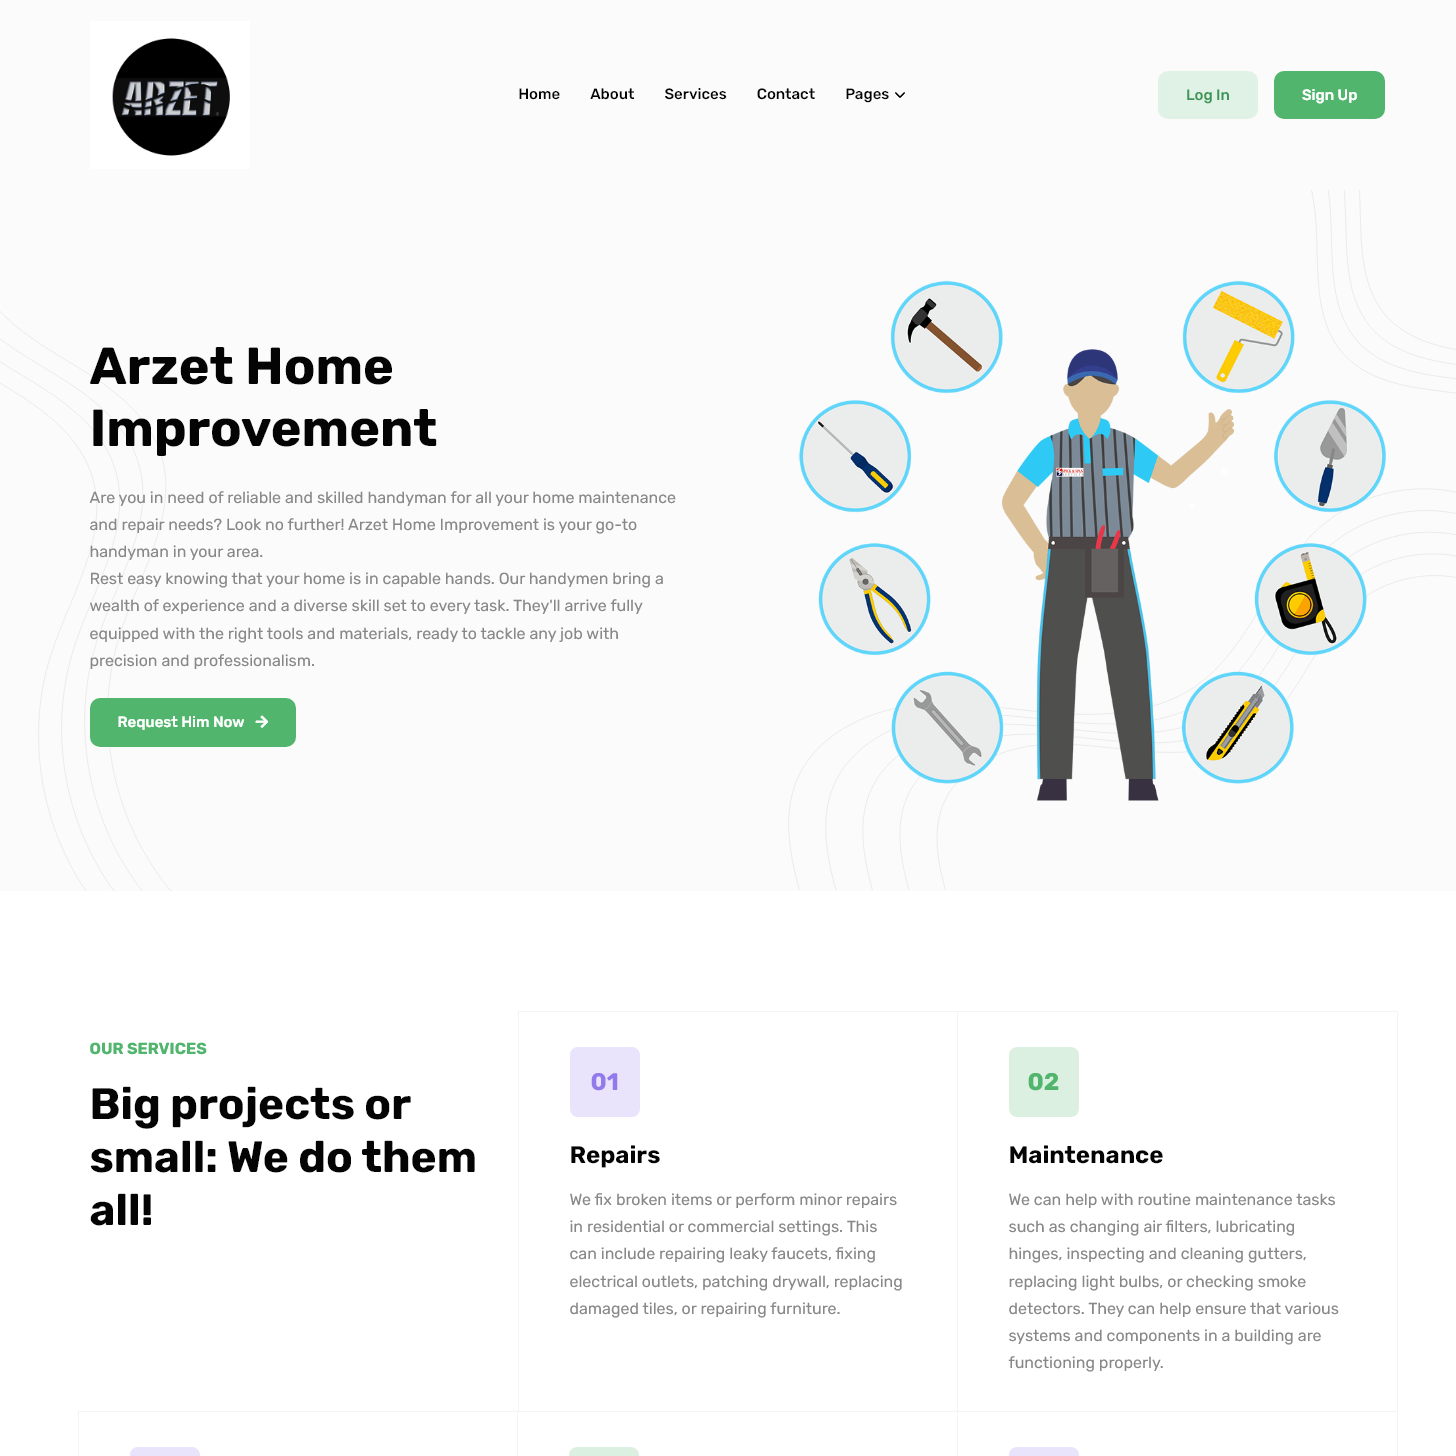 ARZET
Home
About
Services
Contact
Pages
Log In
Sign Up
Arzet Home
Improvement
Are you in need of reliable and skilled handyman for all your home maintenance
and repair needs? Look no further! Arzet Home Improvement is your go-to
handyman in your area.
Rest easy knowing that your home is in capable hands. Our handymen bring a
wealth of experience and a diverse skill set to every task. They'll arrive fully
equipped with the right tools and materials, ready to tackle any job with
precision and professionalism.
Request Him Now
OUR SERVICES
Big projects or
small: We do them
all!
01
Repairs
We fix broken items or perform minor repairs
in residential or commercial settings. This
can include repairing leaky faucets, fixing
electrical outlets, patching drywall, replacing
damaged tiles, or repairing furniture.
02
Maintenance
We can help with routine maintenance tasks
such as changing air filters, lubricating
hinges, inspecting and cleaning gutters,
replacing light bulbs, or checking smoke
detectors. They can help ensure that various
systems and components in a building are
functioning properly.